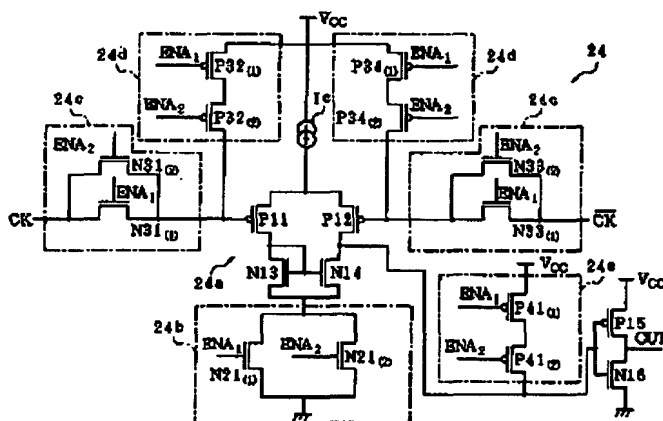 V_CC
24d
ENA₁
P32₍₁₎
ENA₂
P32₍₂₎
ENA₁
P34₍₁₎
ENA₂
P34₍₂₎
24d
24
Ic
24c
ENA₂
N31₍₂₎
ENA₁
N31₍₁₎
CK
P11
P12
24c
ENA₂
N33₍₂₎
ENA₁
N33₍₁₎
C̅K̅
24a
N13
N14
24b
ENA₁
N21₍₁₎
ENA₂
N21₍₂₎
V_CC
24e
ENA₁
P41₍₁₎
ENA₂
P41₍₂₎
V_CC
P15
OUT
N16